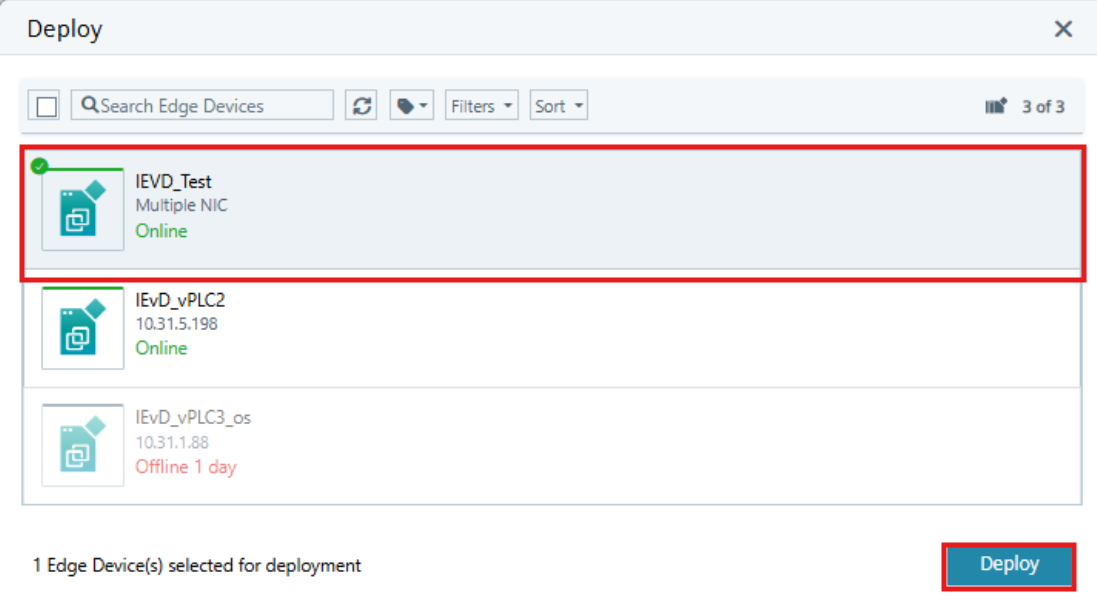 Deploy
Search Edge Devices Filters Sort 3 of 3
IEVD_Test
Multiple NIC
Online
IEvD_vPLC2
10.31.5.198
Online
IEvD_vPLC3_os
10.31.1.88
Offline 1 day
1 Edge Device(s) selected for deployment Deploy